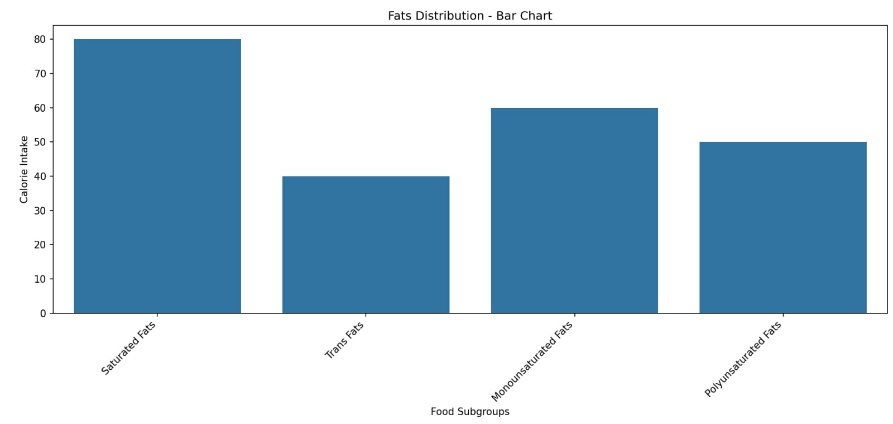 Fats Distribution - Bar Chart
Calorie Intake
80
70
60
50
40
30
20
10
0
Saturated Fats
Trans Fats
Monounsaturated Fats
Polyunsaturated Fats
Food Subgroups